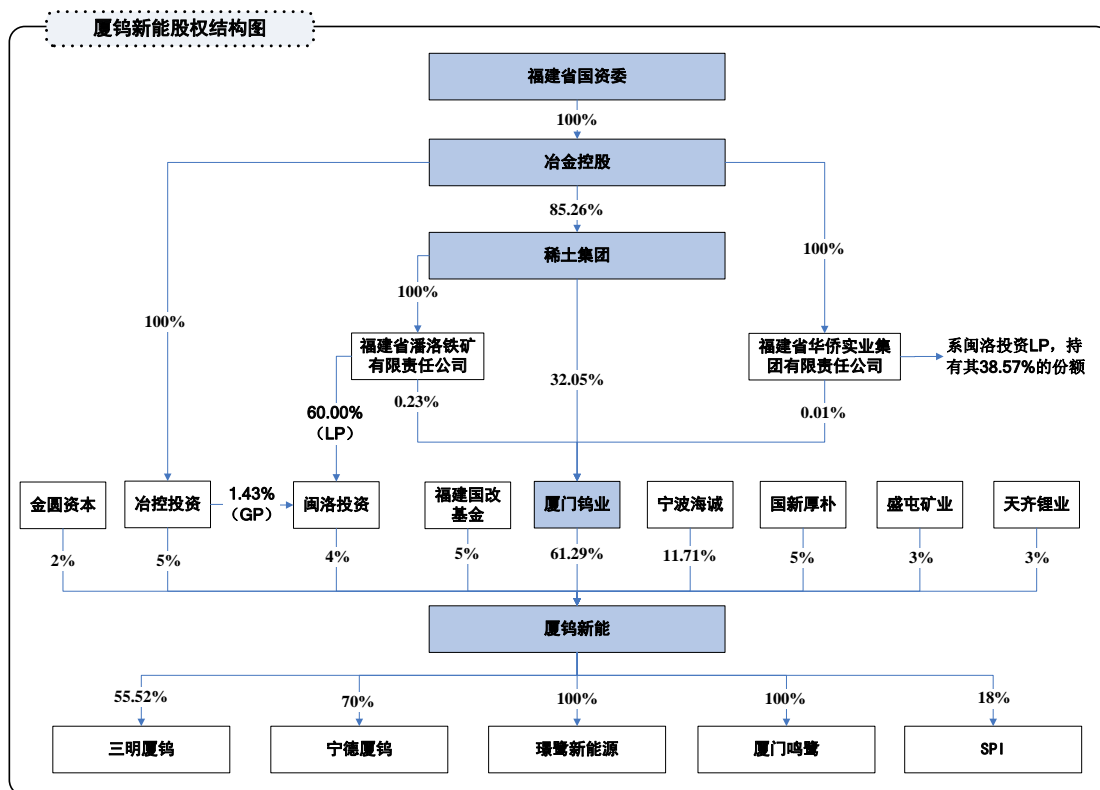 厦钨新能股权结构图
福建省国资委
100%
冶金控股
85.26%
稀土集团
100%
100%
100%
福建省潘洛铁矿
有限责任公司
福建省华侨实业集
团有限责任公司
系闽洛投资LP，持
有其38.57%的份额
32.05%
0.23%
0.01%
60.00%
（LP）
金圆资本
冶控投资
1.43%
（GP）
闽洛投资
福建国改
基金
厦门钨业
宁波海诚
国新厚朴
盛屯矿业
天齐锂业
2%
5%
4%
5%
61.29%
11.71%
5%
3%
3%
厦钨新能
55.52%
70%
100%
100%
18%
三明厦钨
宁德厦钨
璟鹭新能源
厦门鸣鹭
SPI